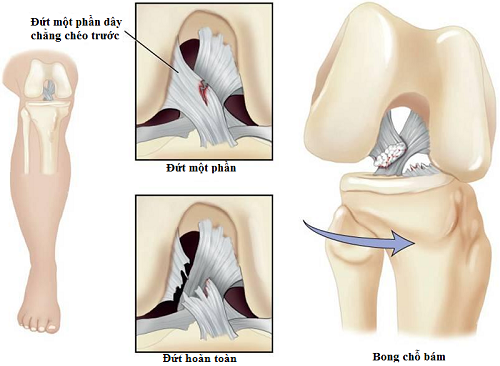 Đứt một phần dây
chằng chéo trước
Đứt một phần
Đứt hoàn toàn
Bong chỗ bám